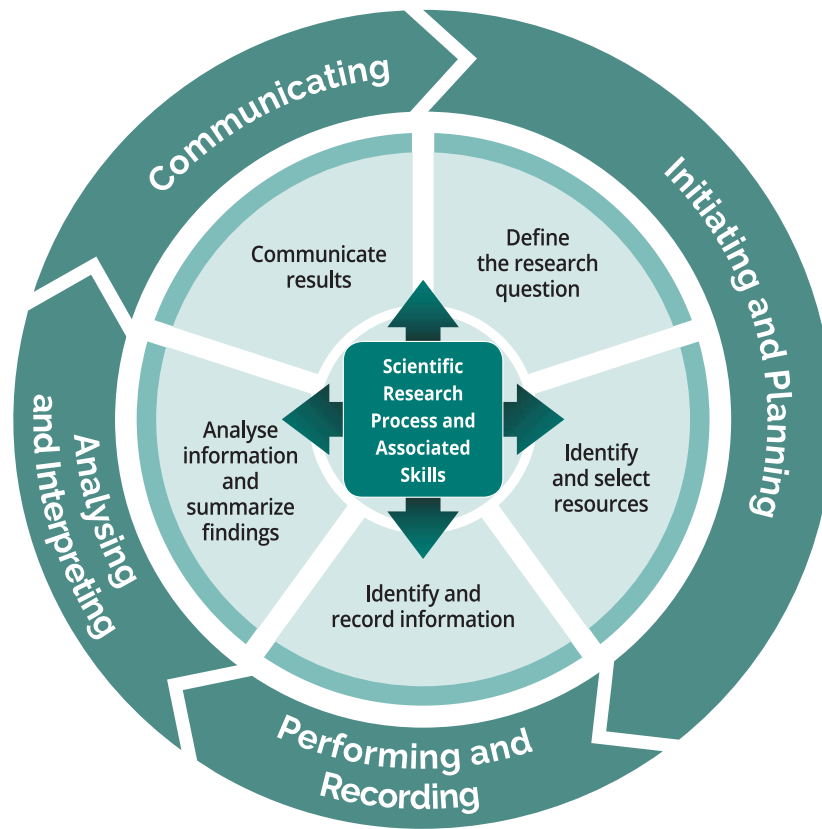 Communicating
Initiating and Planning
Performing and
Recording
Analysing
and Interpreting
Communicate
results
Define
the research
question
Identify
and select
resources
Identify and
record information
Analyse
information
and
summarize
findings
Scientific
Research
Process and
Associated
Skills